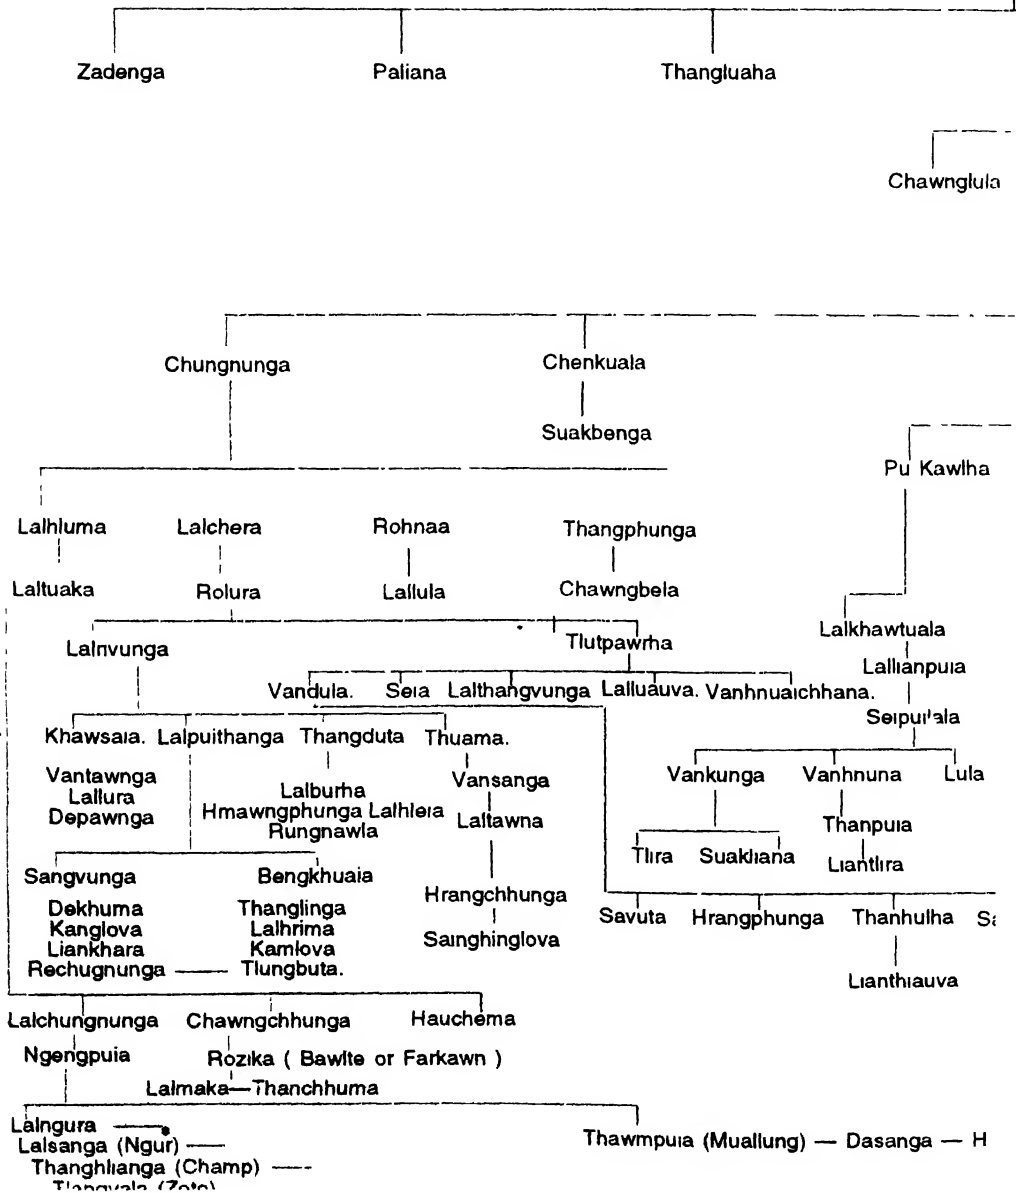 Zadenga Paliana Thangluaha
Chawnglula
Chungnunga Chenkuala
Suakbenga
Pu Kawlha
Lalhluma Lalchera Rohnaa Thangphunga
Laltuaka Rolura Lallula Chawngbela
Lalkhawtuala
Tlutpawrha
Lalrivunga
Lallianpuia
Vandula. Seia Lalthangvunga Lalluauva. Vanhnuaichhana.
Khawsaia. Lalpuithanga Thangduta Thuama.
Vantawnga Vansanga Vankunga Vanhnuna Lula
Lallura Lalburha
Depawnga Hmawngphunga Lalhleia Laltawna Thanpuia
Rungnawla
Tlira Suakliana Liantlira
Sangvunga Bengkhuaia
Hrangchhunga
Dekhuma Thanglinga Savuta Hrangphunga Thanhulha
Kanglova Lalhrima
Liankhara Kamlova Sainghinglova
Rechugnunga Tlungbuta.
Lianthiauva
Lalchungnunga Chawngchhunga Hauchema
Ngengpuia Rozika ( Bawlte or Farkawn )
Lalmaka—Thanchhuma
Lalngura
Lalsanga (Ngur) — Thawmpuia (Muallung) — Dasanga — H
Thanghlianga (Champ) —